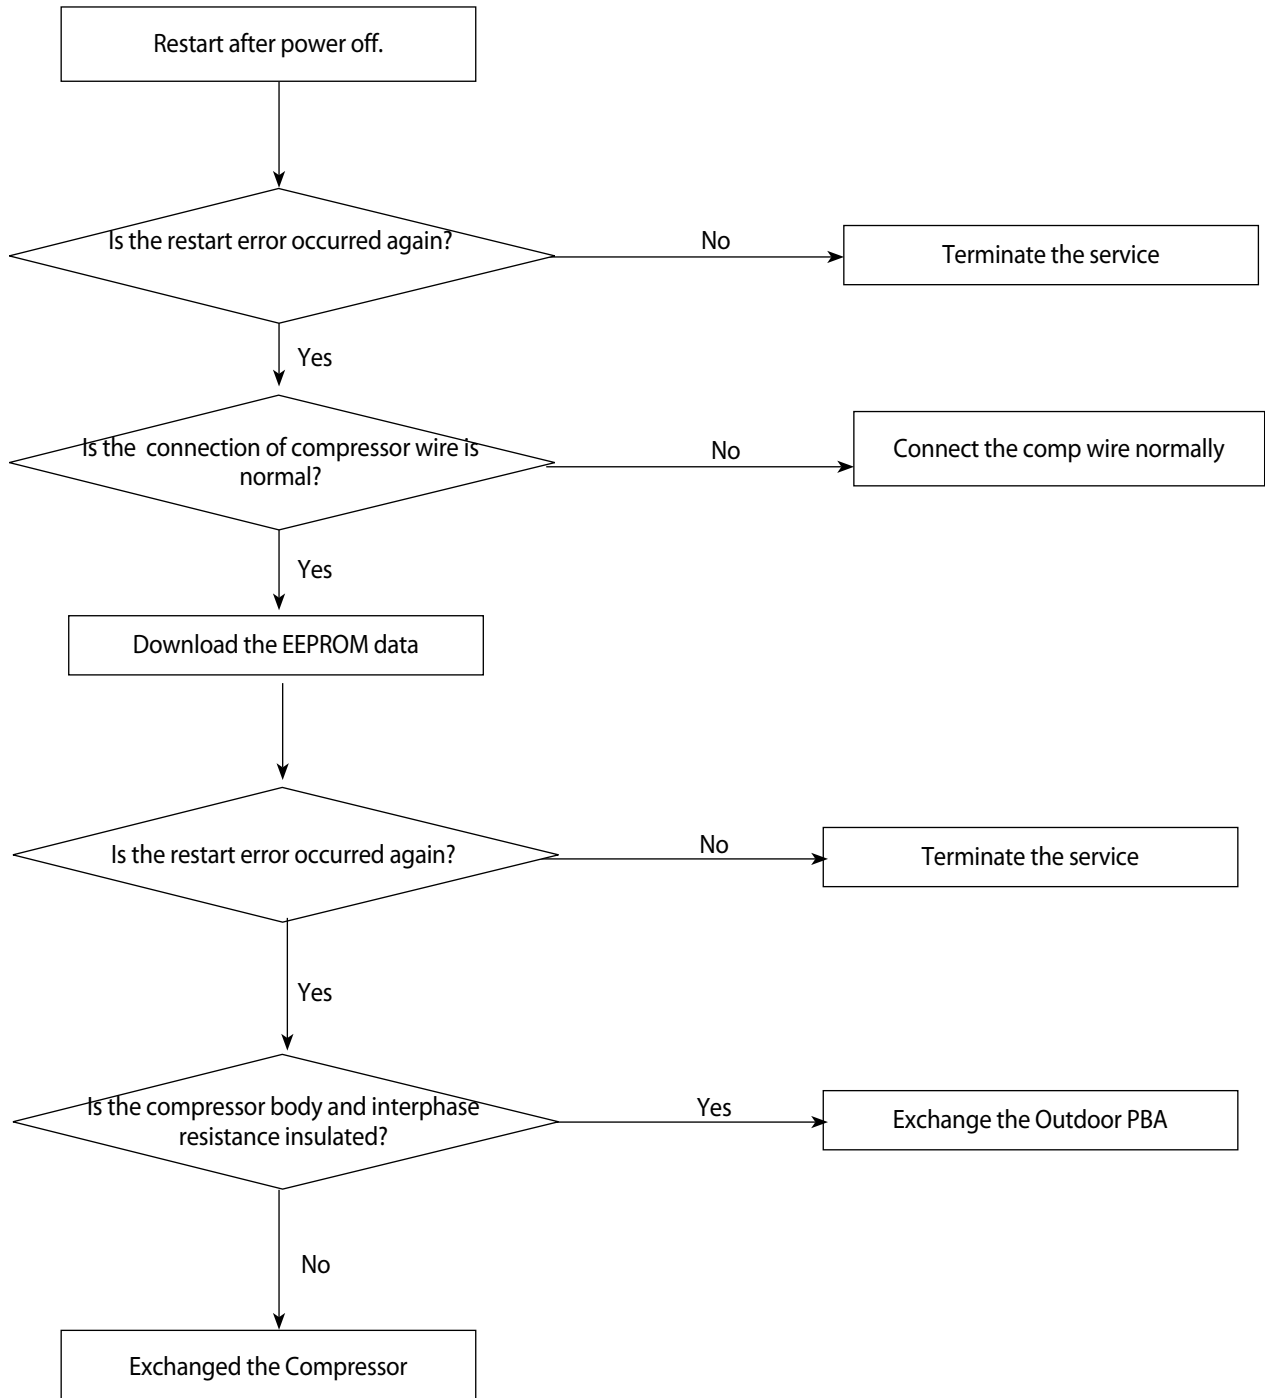 Restart after power off.
Is the restart error occurred again?
No
Terminate the service
Yes
Is the connection of compressor wire is
normal?
No
Connect the comp wire normally
Yes
Download the EEPROM data
Is the restart error occurred again?
No
Terminate the service
Yes
Is the compressor body and interphase
resistance insulated?
Yes
Exchange the Outdoor PBA
No
Exchanged the Compressor